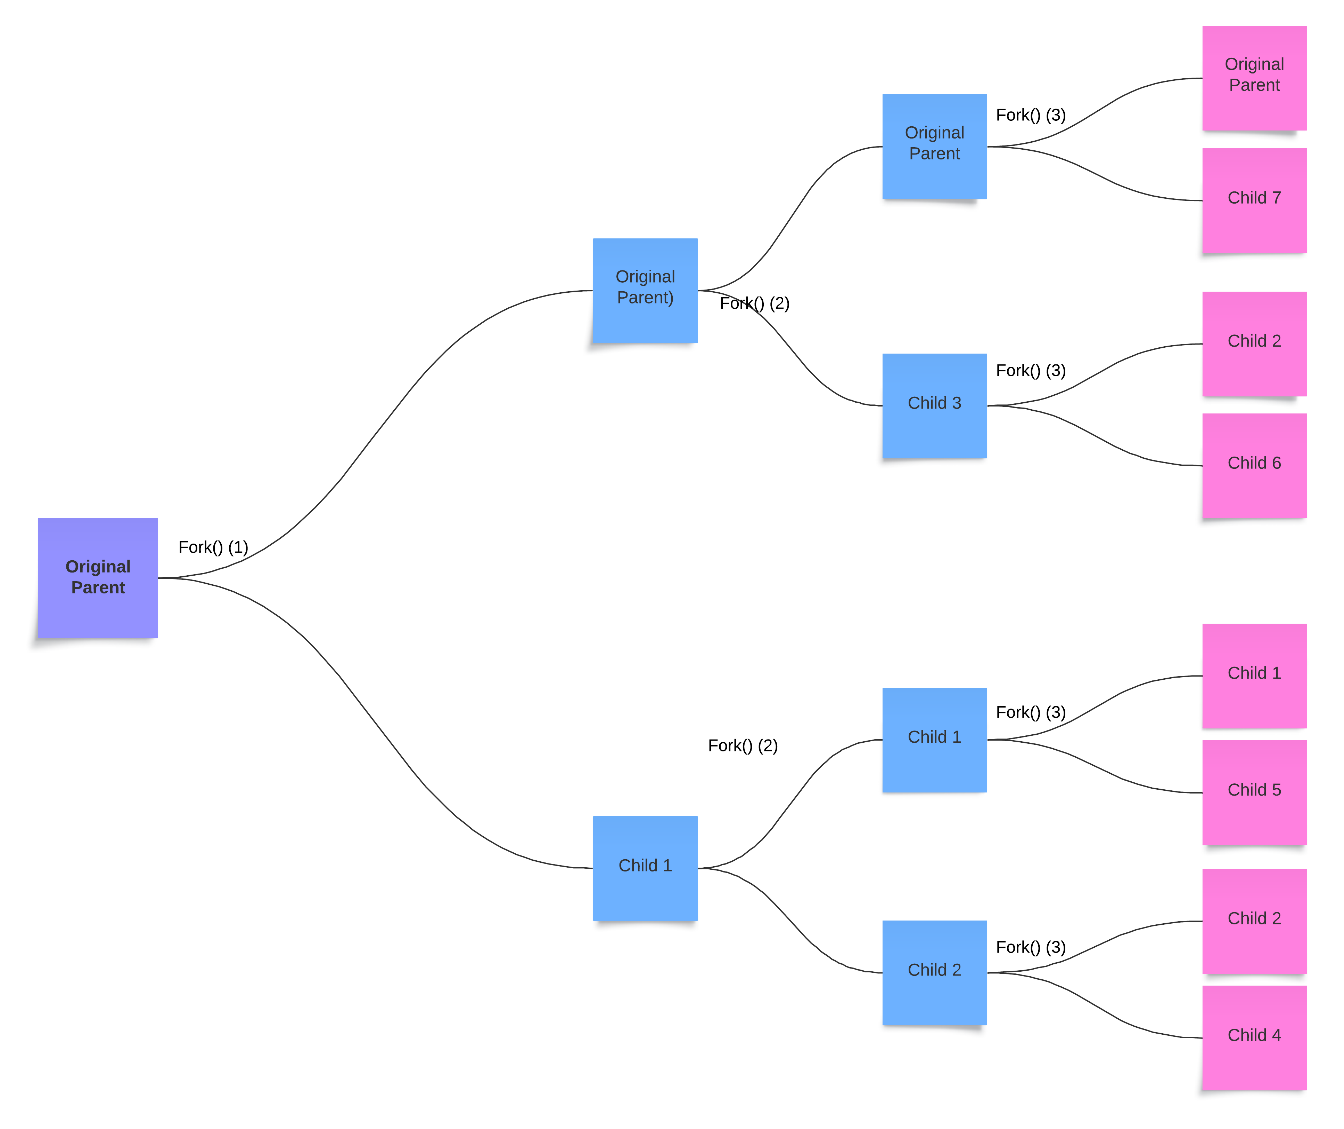 Original
Parent
Fork() (1)
Original
Parent)
Fork() (2)
Original
Parent
Fork() (3)
Original
Parent
Child 7
Child 3
Fork() (3)
Child 2
Child 6
Child 1
Fork() (2)
Child 1
Fork() (3)
Child 1
Child 5
Child 2
Fork() (3)
Child 2
Child 4